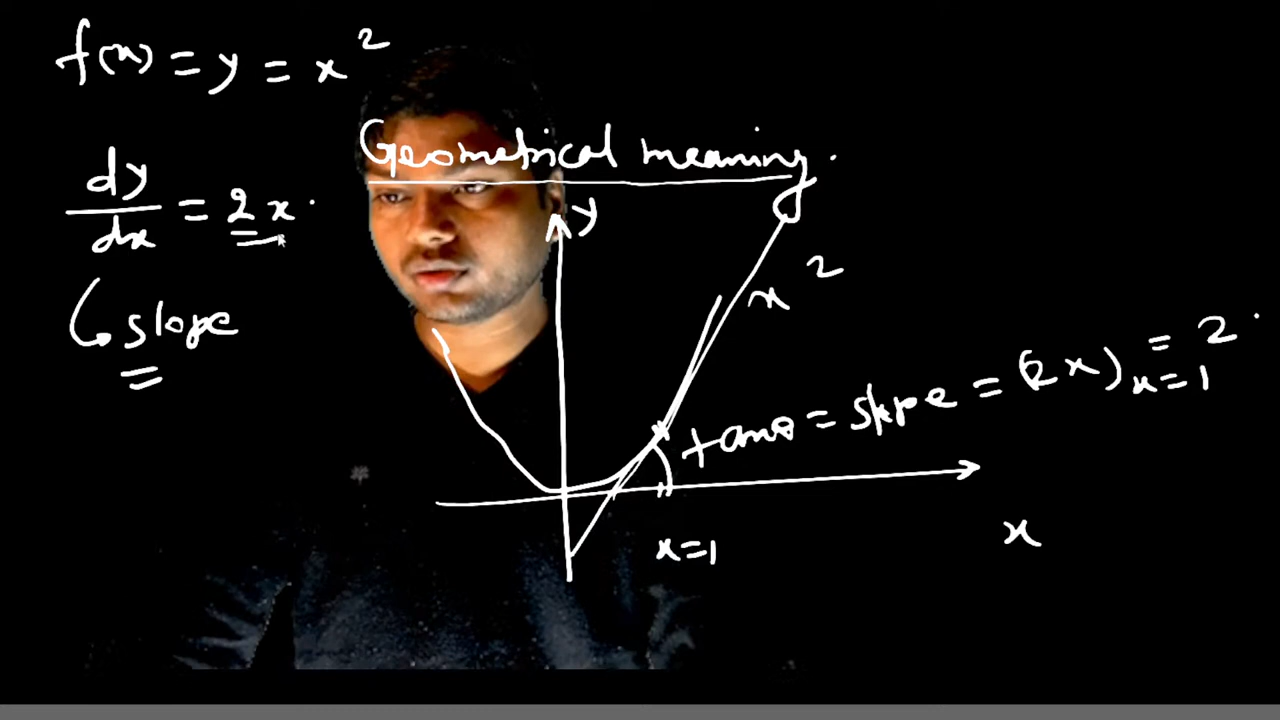 f(x) = y = x²
Geometrical meaning.
dy/dx = 2x.
↳ slope
y
x²
tanθ = slope = (2x)ₓ₌₁ = 2.
x=1
x